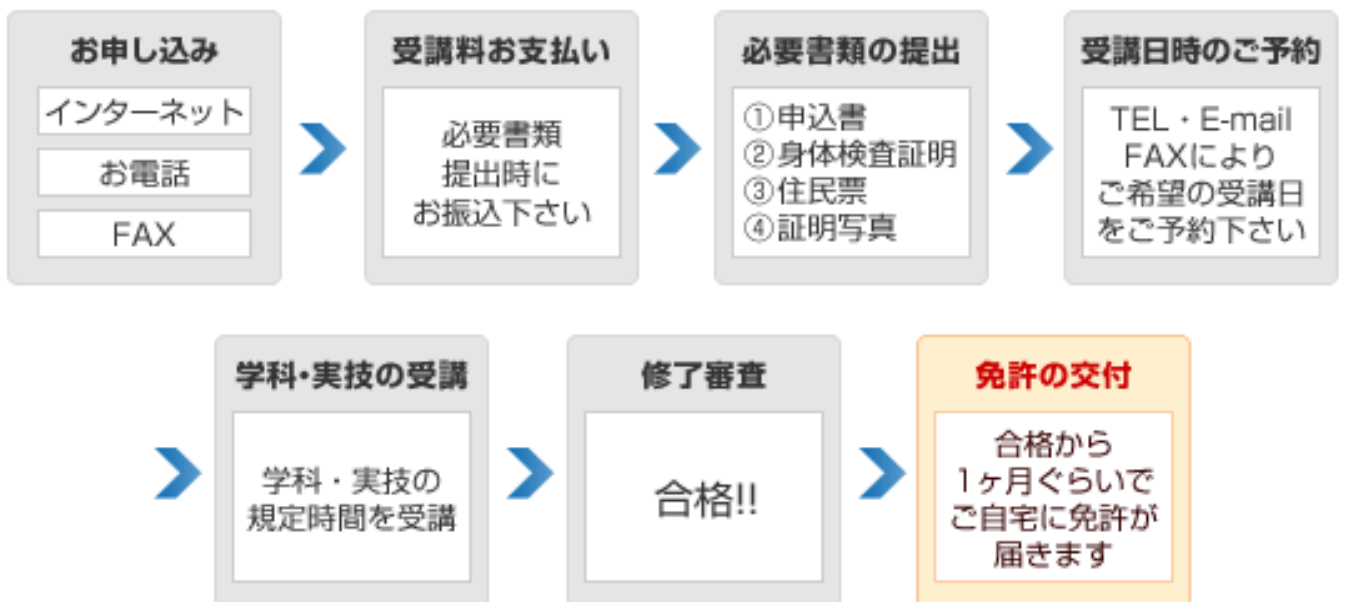 お申し込み
インターネット
お電話
FAX
受講料お支払い
必要書類
提出時に
お振込下さい
必要書類の提出
①申込書
②身体検査証明
③住民票
④証明写真
受講日時のご予約
TEL・E-mail
FAXにより
ご希望の受講日
をご予約下さい
学科・実技の受講
学科・実技の
規定時間を受講
修了審査
合格!!
免許の交付
合格から
1ヶ月ぐらいで
ご自宅に免許が
届きます